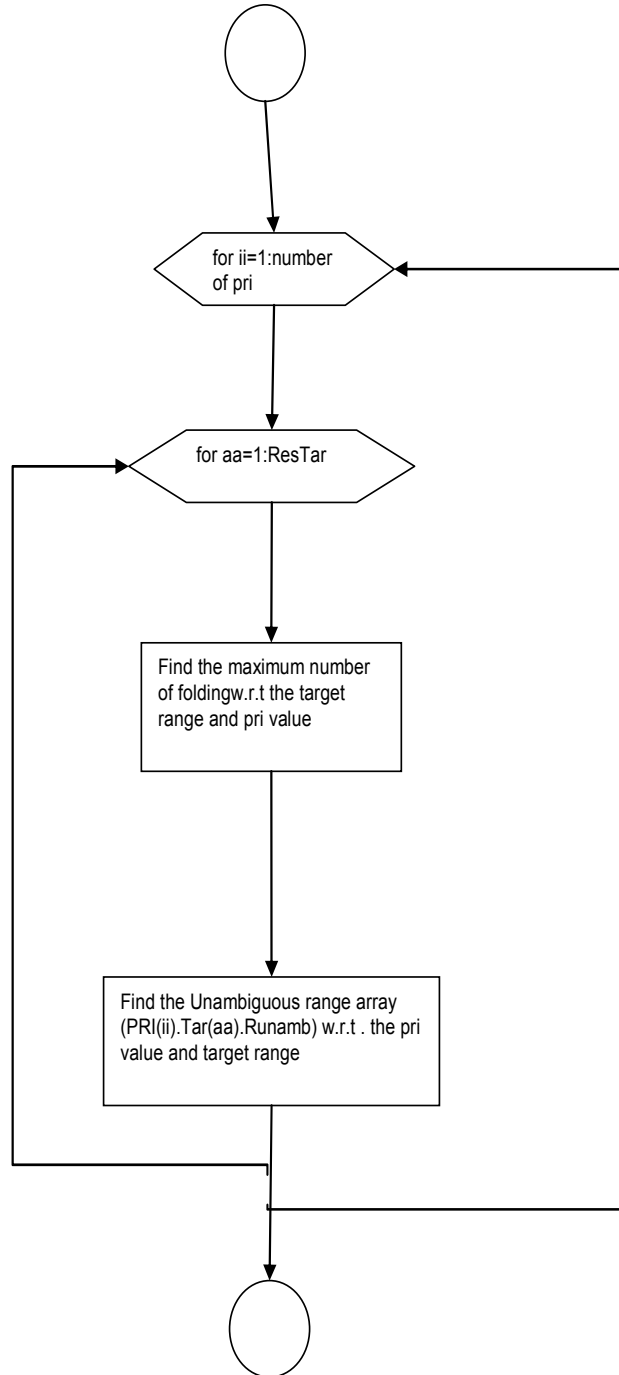 for ii=1:number
of pri
for aa=1:ResTar
Find the maximum number
of foldingw.r.t the target
range and pri value
Find the Unambiguous range array
(PRI(ii).Tar(aa).Runamb) w.r.t . the pri
value and target range